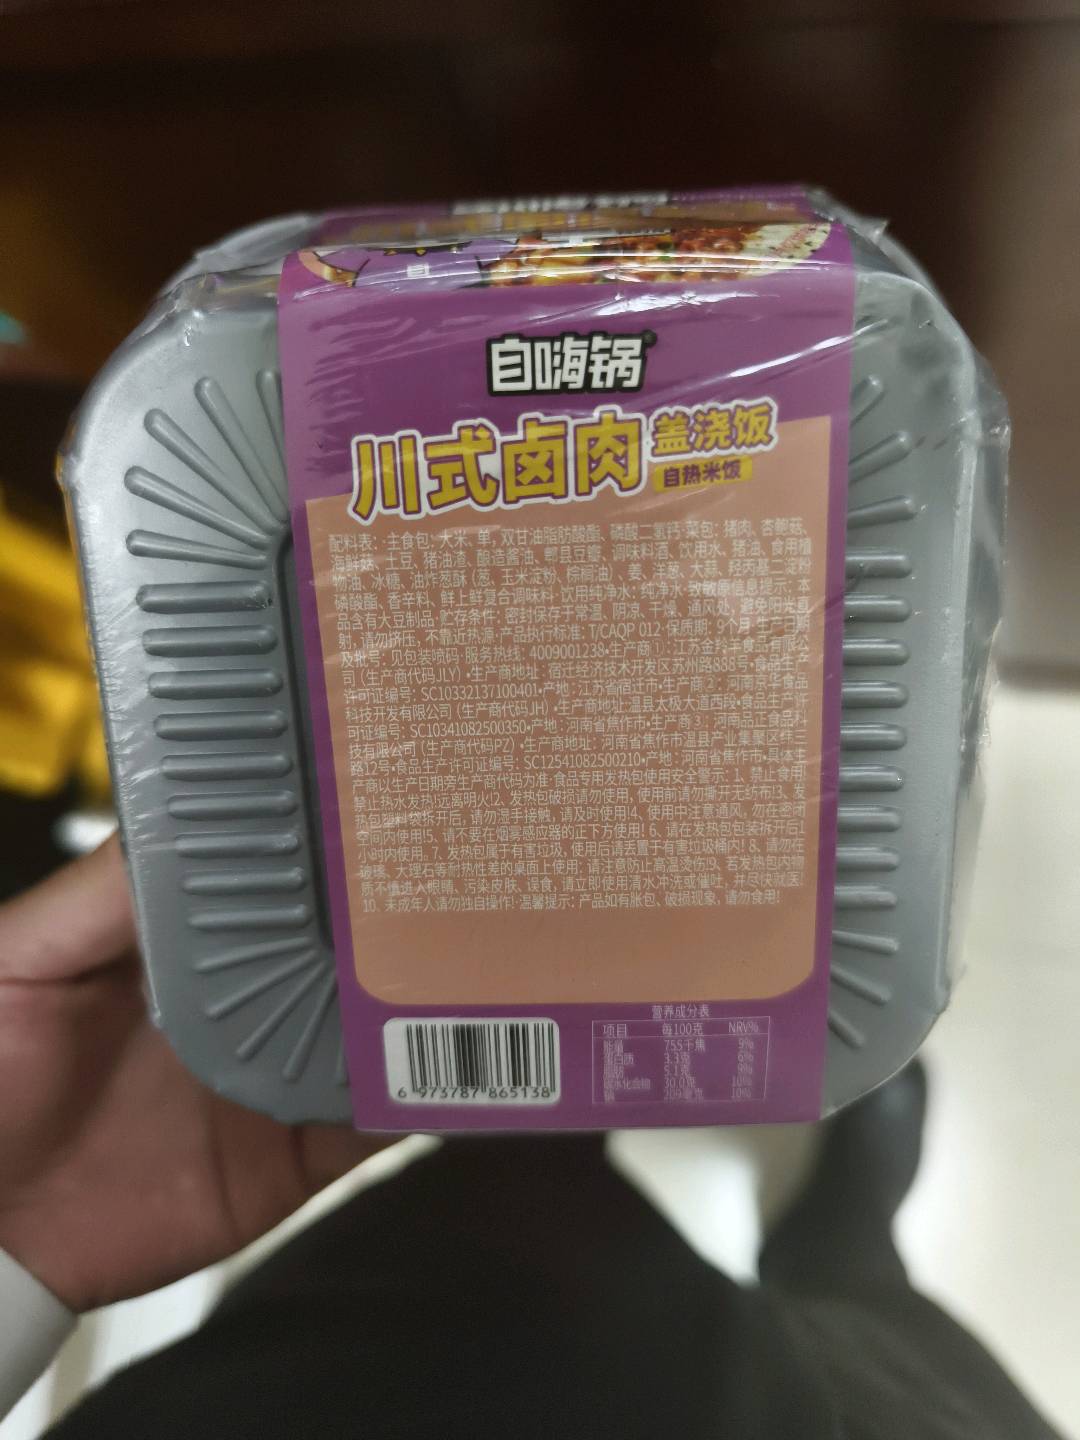 自嗨锅
川式卤肉 盖浇饭
自热米饭
配料表：主食包：大米、单，双甘油脂肪酸酯、磷酸二氢钙·菜包：猪肉、杏鲍菇、
海鲜菇、土豆、猪油渣、酿造酱油、郫县豆瓣、调味料酒、饮用水、猪油、食用植
物油、冰糖、油炸葱酥（葱、玉米淀粉、棕榈油）、姜、洋葱、大蒜、羟丙基二淀粉
磷酸酯、香辛料、鲜上鲜复合调味料·饮用纯净水：纯净水·致敏原信息提示：本
品含有大豆制品·贮存条件：密封保存于常温、阴凉、干燥、通风处，避免阳光直
射，请勿挤压，不靠近热源·产品执行标准：T/CAQP 012·保质期：9个月·生产日期
及批号：见包装喷码·服务热线：4009001238·生产商①：江苏金羚羊食品有限公
司（生产商代码JLY）·生产商地址：宿迁经济技术开发区苏州路888号·食品生产
许可证编号：SC10332137100401·产地：江苏省宿迁市·生产商②：河南京华食品
科技开发有限公司（生产商代码JH）·生产商地址：温县太极大道西段·食品生产许
可证编号：SC10341082500350·产地：河南省焦作市·生产商③：河南品正食品科
技有限公司（生产商代码PZ）·生产商地址：河南省焦作市温县产业集聚区纬三
路12号·食品生产许可证编号：SC12541082500210·产地：河南省焦作市·具体生
产商以生产日期旁生产商代码为准·食品专用发热包使用安全警示：1、禁止食用!
禁止热水发热!远离明火!2、发热包破损请勿使用，使用前请勿撕开无纺布!3、发
热包塑料袋拆开后，请勿湿手接触，请及时使用!4、使用中注意通风，勿在密闭
空间内使用!5、请不要在烟雾感应器的正下方使用! 6、请在发热包包装拆开后1
小时内使用。7、发热包属于有害垃圾，使用后请丢置于有害垃圾桶内! 8、请勿在
玻璃、大理石等耐热性差的桌面上使用：请注意防止高温烫伤!9、若发热包内物
质不慎进入眼睛、污染皮肤、误食，请立即使用清水冲洗或催吐，并尽快就医!
10、未成年人请勿独自操作!·温馨提示：产品如有胀包、破损现象，请勿食用!
营养成分表
项目 每100克 NRV%
能量 755千焦 9%
蛋白质 3.3克 6%
脂肪 5.1克 9%
碳水化合物 30.0克 10%
钠 209毫克 10%
6 973787 865138